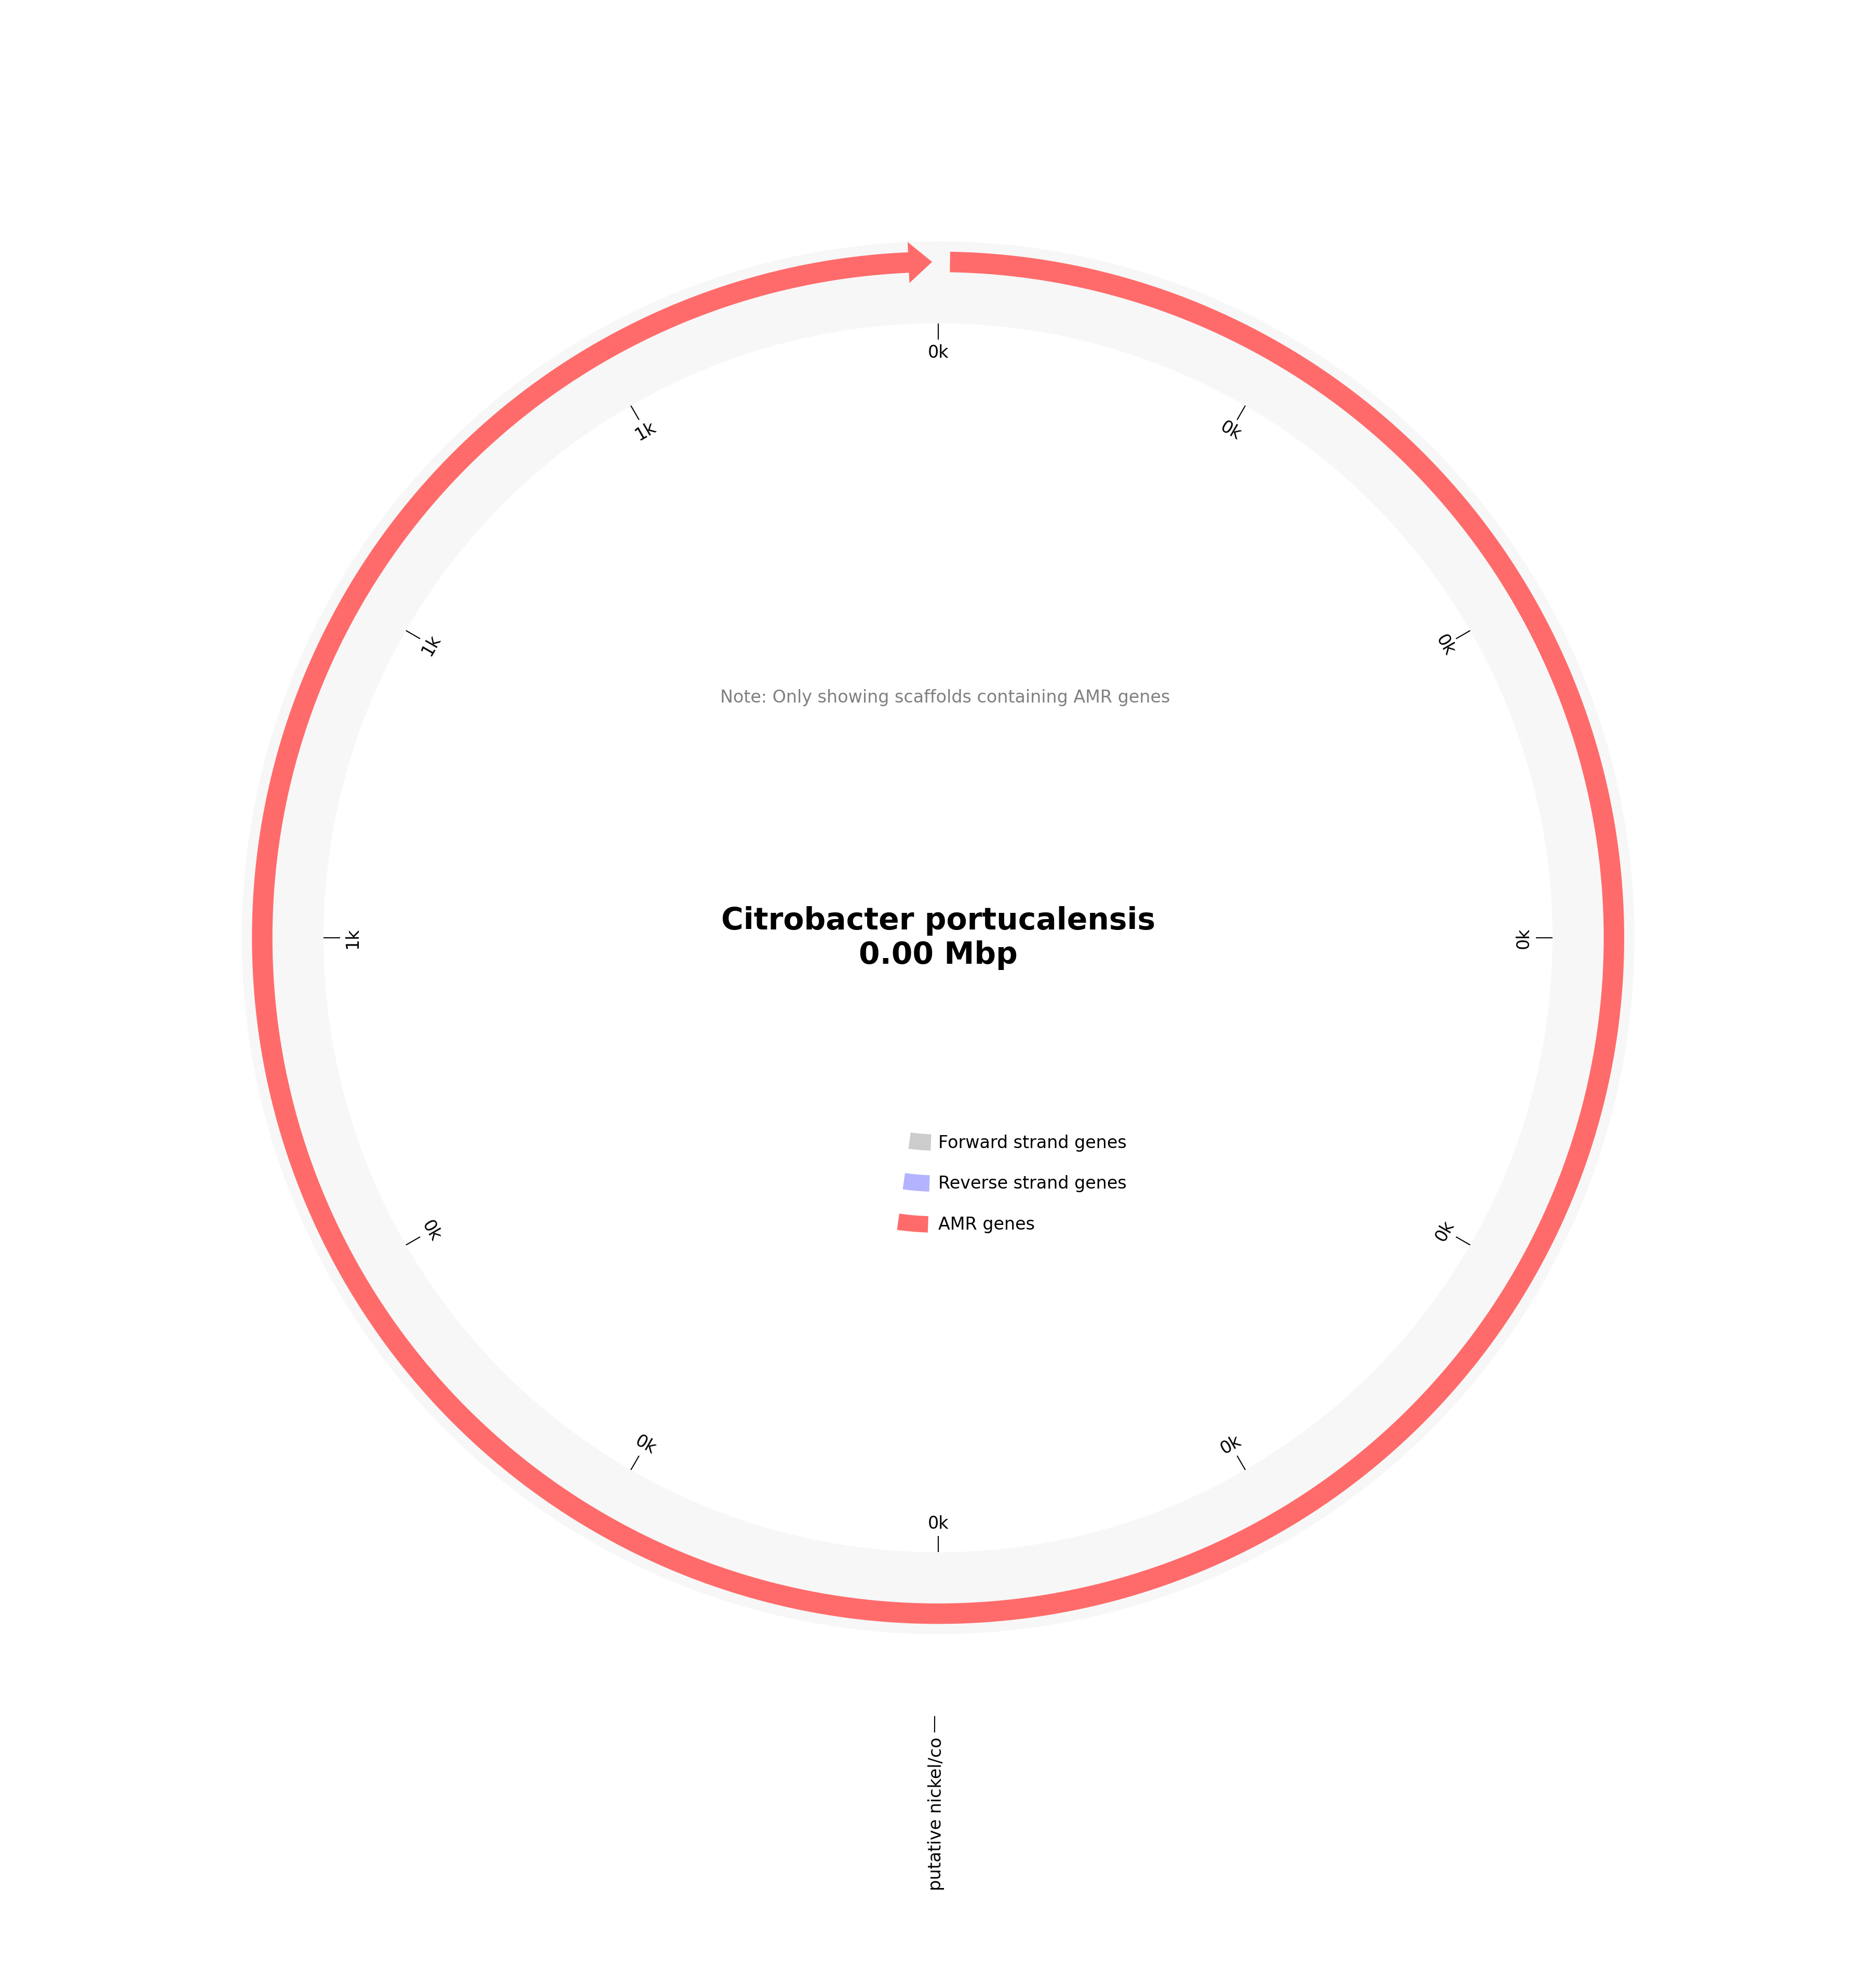 0k
0k
1k
0k
1k
Note: Only showing scaffolds containing AMR genes
Citrobacter portucalensis
0.00 Mbp
1k
0k
Forward strand genes
Reverse strand genes
AMR genes
0k
0k
0k
0k
0k
putative nickel/co